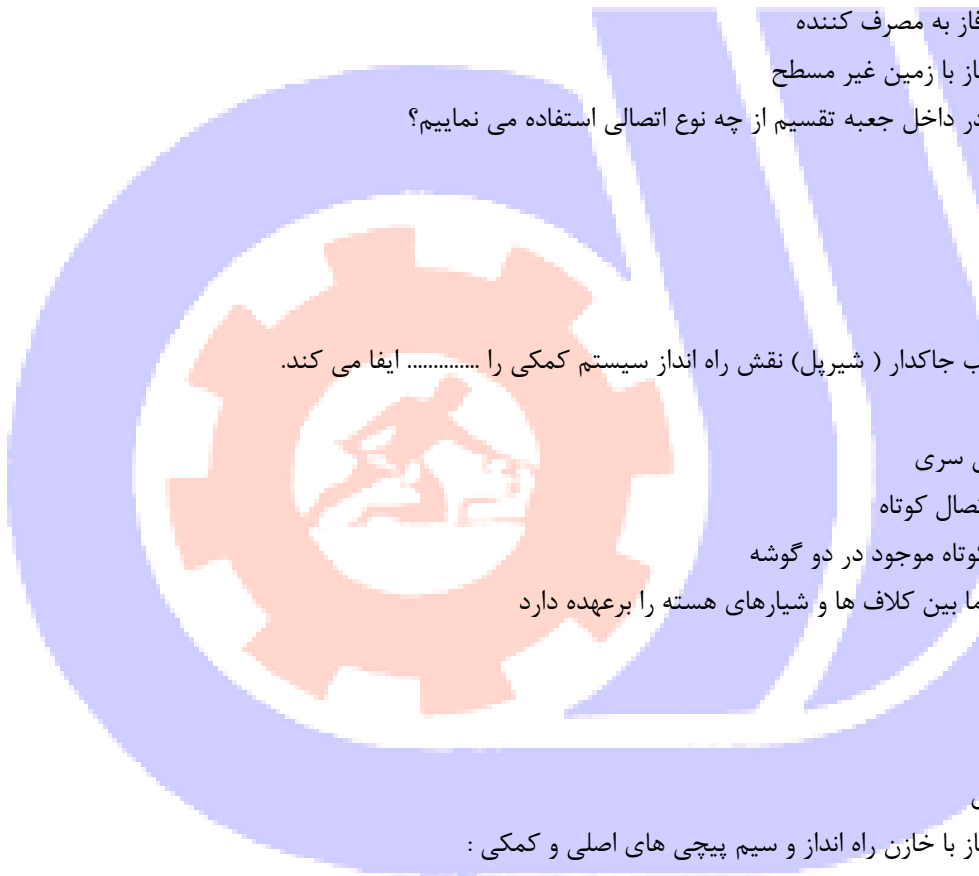 فاز به مصرف کننده
از با زمین غیر مسطح
در داخل جعبه تقسیم از چه نوع اتصالی استفاده می نماییم؟
ب جاکدار ( شیرپل) نقش راه انداز سیستم کمکی را .............. ایفا می کند.
سری
تصال کوتاه
کوتاه موجود در دو گوشه
ما بین کلاف ها و شیارهای هسته را برعهده دارد
از با خازن راه انداز و سیم پیچی های اصلی و کمکی :